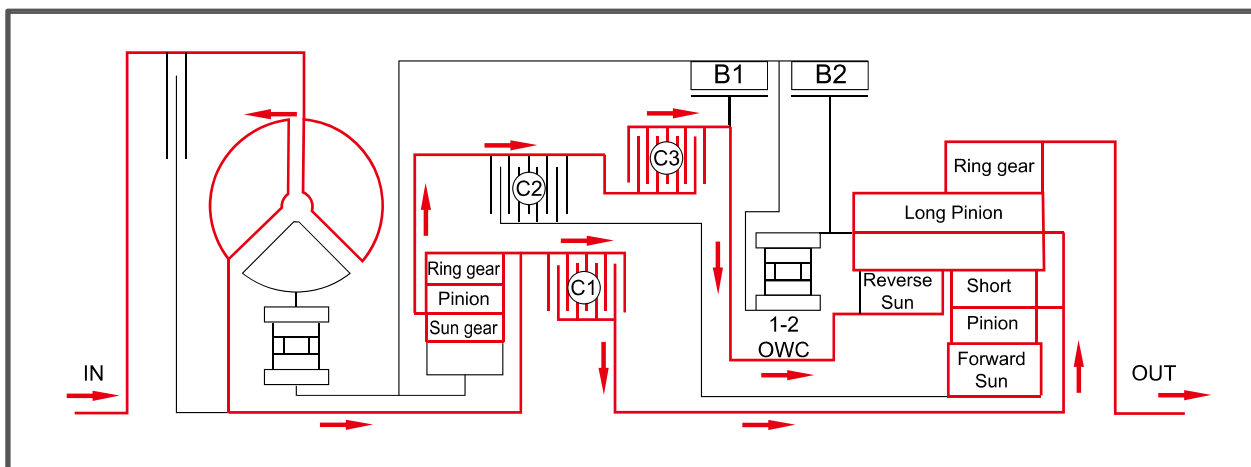 B1
B2
C3
C2
Ring gear
Long Pinion
Ring gear
Pinion
Sun gear
C1
Reverse
Sun
Short
Pinion
1-2
OWC
Forward
Sun
IN
OUT